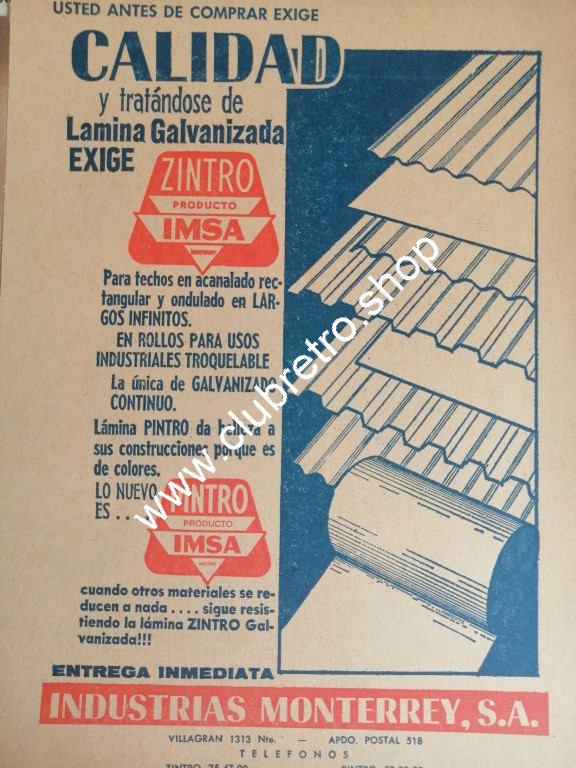 USTED ANTES DE COMPRAR EXIGE
CALIDAD
y tratándose de
Lamina Galvanizada
EXIGE
ZINTRO
PRODUCTO
IMSA
MONTERREY
Para techos en acanalado rec-
tangular y ondulado en LAR-
GOS INFINITOS.
EN ROLLOS PARA USOS
INDUSTRIALES TROQUELABLE
La única de GALVANIZADO
CONTINUO.
Lámina PINTRO da belleza a
sus construcciones porque es
de colores.
LO NUEVO
ES . . .
PINTRO
PRODUCTO
IMSA
cuando otros materiales se re-
ducen a nada . . . . sigue resis-
tiendo la lámina ZINTRO Gal-
vanizada!!!
ENTREGA INMEDIATA
INDUSTRIAS MONTERREY, S.A.
VILLAGRAN 1313 Nte. — APDO. POSTAL 518
TELEFONOS
www.clubretro.shop